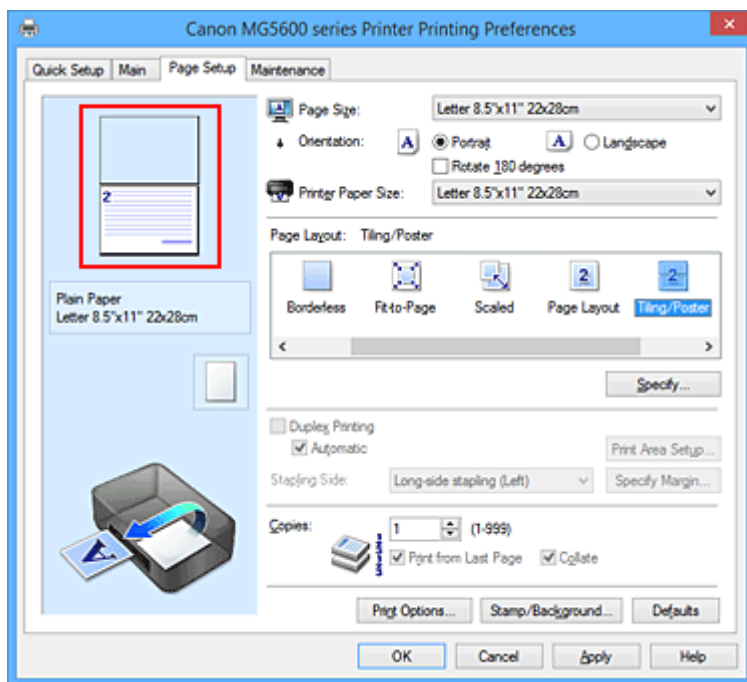 Canon MG5600 series Printer Printing Preferences
Quick Setup Main Page Setup Maintenance
Page Size: Letter 8.5"x11" 22x28cm
Orientation: A Portrait A Landscape
Rotate 180 degrees
Printer Paper Size: Letter 8.5"x11" 22x28cm
2
Page Layout: Tiling/Poster
2 2
Borderless Fit-to-Page Scaled Page Layout Tiling/Poster
Plain Paper
Letter 8.5"x11" 22x28cm
Specify...
Duplex Printing
Automatic Print Area Setup...
Stapling Side: Long-side stapling (Left) Specify Margin...
Copies: 1 (1-999)
Print from Last Page Collate
A
Print Options... Stamp/Background... Defaults
OK Cancel Apply Help